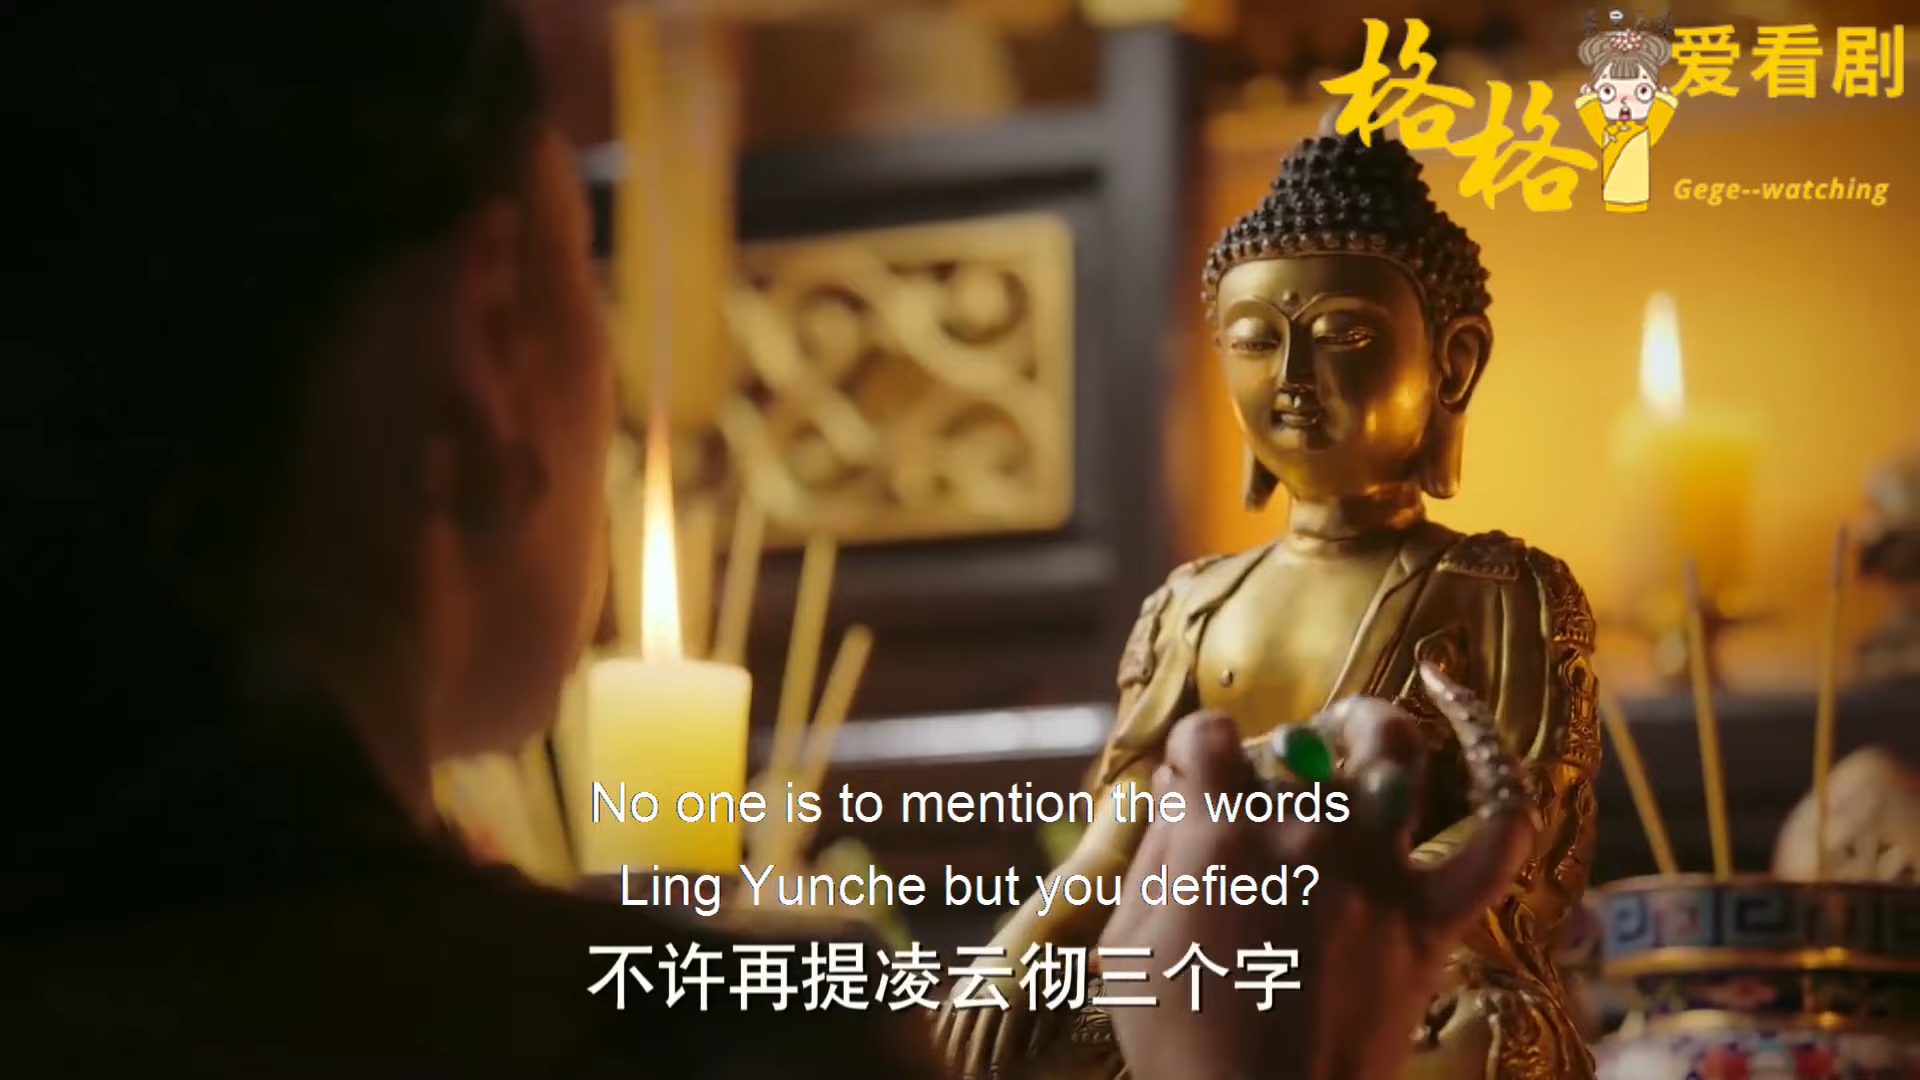 格格
爱看剧
Gege--watching
No one is to mention the words
Ling Yunche but you defied?
不许再提凌云彻三个字